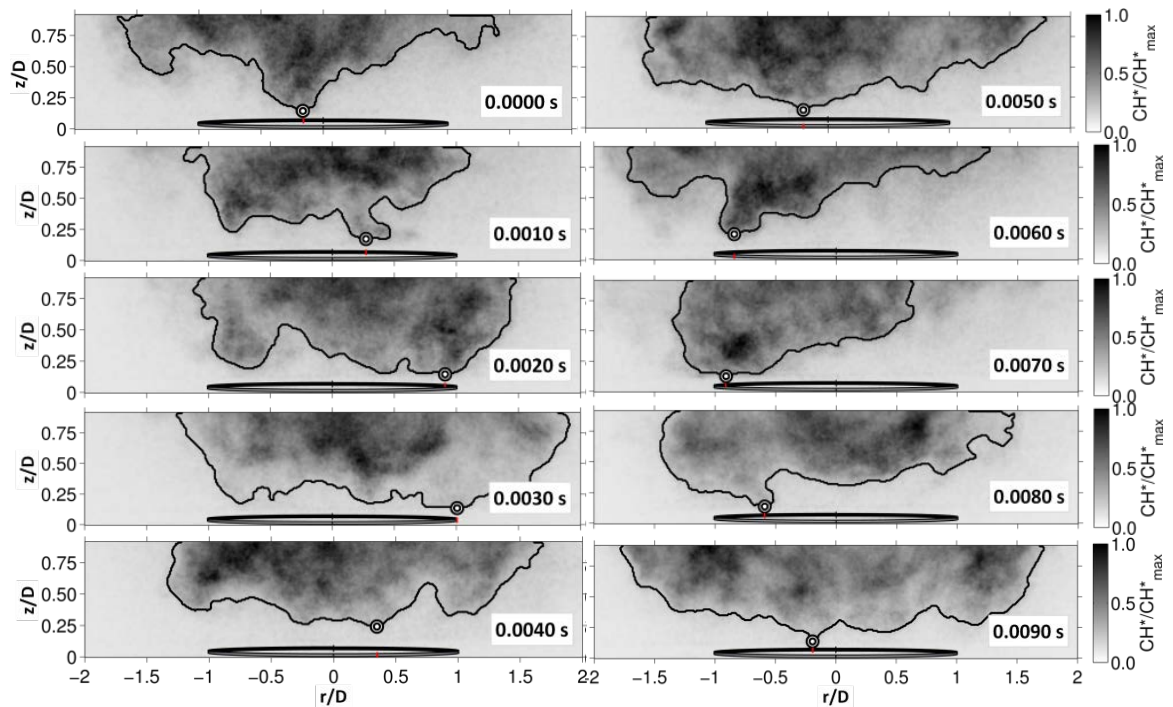 z/D 0.75 0.50 0.25 0 0.0000 s
0.0050 s 1.0 0.5 0.0 CH*/CH*max
z/D 0.75 0.50 0.25 0 0.0010 s
0.0060 s 1.0 0.5 0.0 CH*/CH*max
z/D 0.75 0.50 0.25 0 0.0020 s
0.0070 s 1.0 0.5 0.0 CH*/CH*max
z/D 0.75 0.50 0.25 0 0.0030 s
0.0080 s 1.0 0.5 0.0 CH*/CH*max
z/D 0.75 0.50 0.25 0 0.0040 s
0.0090 s 1.0 0.5 0.0 CH*/CH*max
−2 −1.5 −1 −0.5 0 0.5 1 1.5 2
−2 −1.5 −1 −0.5 0 0.5 1 1.5 2
r/D
r/D